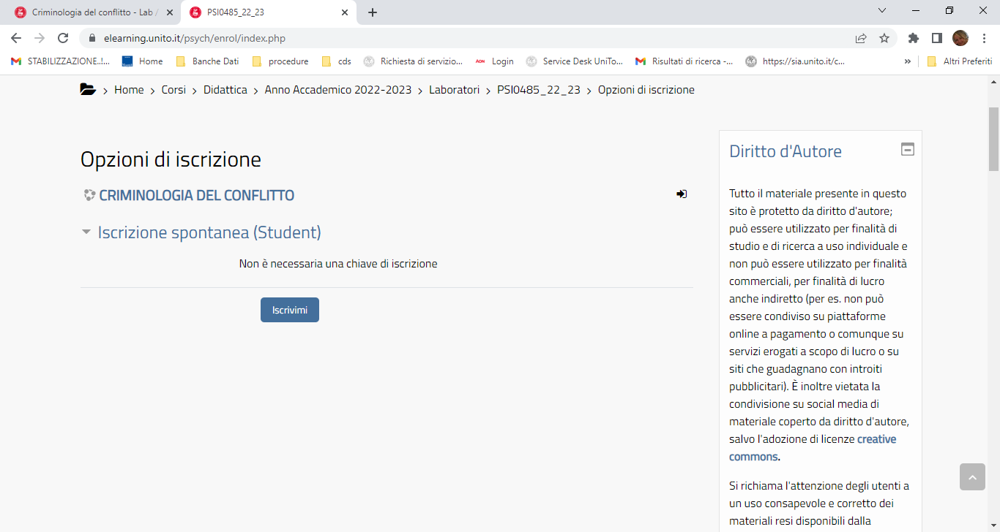 Criminologia del conflitto - Lab /
PSI0485_22_23
elearning.unito.it/psych/enrol/index.php
STABILIZZAZIONE..!...
Home
Banche Dati
procedure
cds
Richiesta di servizio...
AON
Login
Service Desk UniTo...
Risultati di ricerca -...
https://sia.unito.it/c...
»
Altri Preferiti
> Home > Corsi > Didattica > Anno Accademico 2022-2023 > Laboratori > PSI0485_22_23 > Opzioni di iscrizione
Opzioni di iscrizione
CRIMINOLOGIA DEL CONFLITTO
Iscrizione spontanea (Student)
Non è necessaria una chiave di iscrizione
Iscrivimi
Diritto d'Autore
Tutto il materiale presente in questo
sito è protetto da diritto d'autore;
può essere utilizzato per finalità di
studio e di ricerca a uso individuale e
non può essere utilizzato per finalità
commerciali, per finalità di lucro
anche indiretto (per es. non può
essere condiviso su piattaforme
online a pagamento o comunque su
servizi erogati a scopo di lucro o su
siti che guadagnano con introiti
pubblicitari). È inoltre vietata la
condivisione su social media di
materiale coperto da diritto d'autore,
salvo l'adozione di licenze creative
commons.
Si richiama l'attenzione degli utenti a
un uso consapevole e corretto dei
materiali resi disponibili dalla